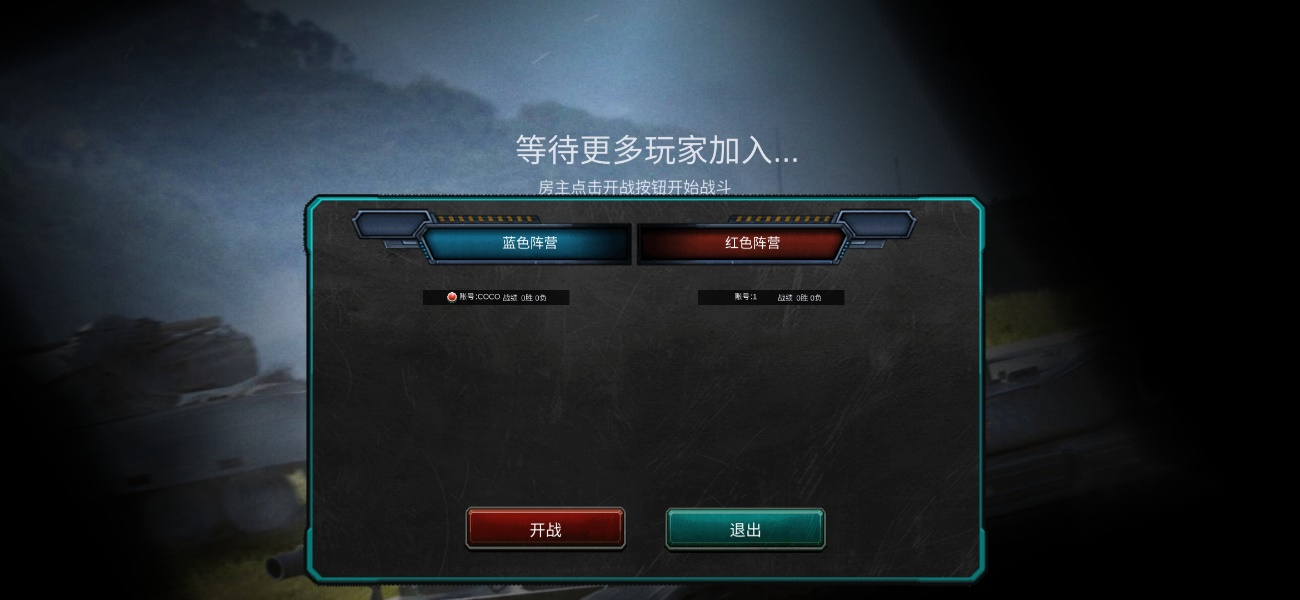 等待更多玩家加入...
房主点击开战按钮开始战斗
蓝色阵营
红色阵营
账号:COCO 战绩 0胜 0负
账号:1 战绩 0胜 0负
开战
退出